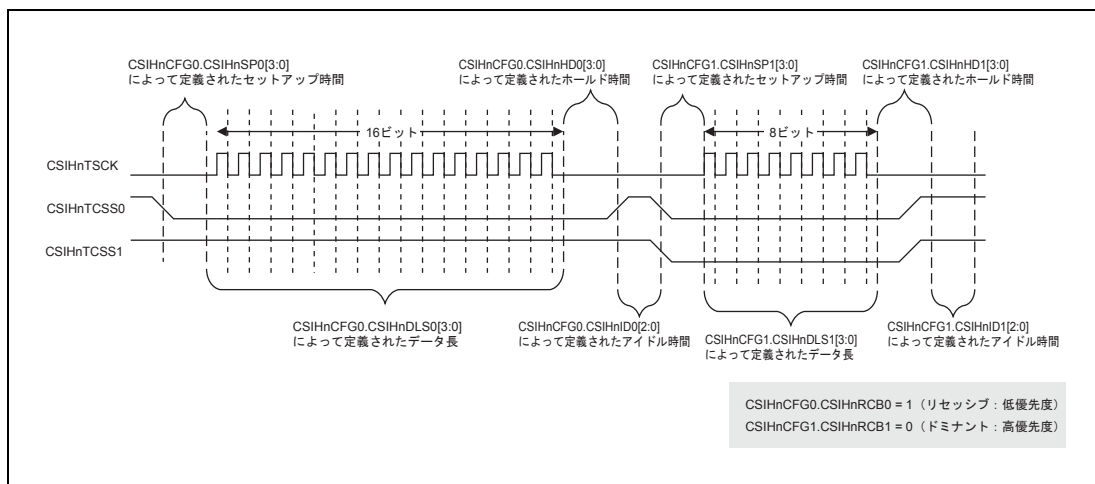 CSIHnCFG0.CSIHnSP0[3:0]
によって定義されたセットアップ時間
CSIHnCFG0.CSIHnHD0[3:0]
によって定義されたホールド時間
CSIHnCFG1.CSIHnSP1[3:0]
によって定義されたセットアップ時間
CSIHnCFG1.CSIHnHD1[3:0]
によって定義されたホールド時間
16ビット
8ビット
CSIHnTSCK
CSIHnTCSS0
CSIHnTCSS1
CSIHnCFG0.CSIHnDLS0[3:0]
によって定義されたデータ長
CSIHnCFG0.CSIHnID0[2:0]
によって定義されたアイドル時間
CSIHnCFG1.CSIHnDLS1[3:0]
によって定義されたデータ長
CSIHnCFG1.CSIHnID1[2:0]
によって定義されたアイドル時間
CSIHnCFG0.CSIHnRCB0 = 1（リセッシブ：低優先度）
CSIHnCFG1.CSIHnRCB1 = 0（ドミナント：高優先度）